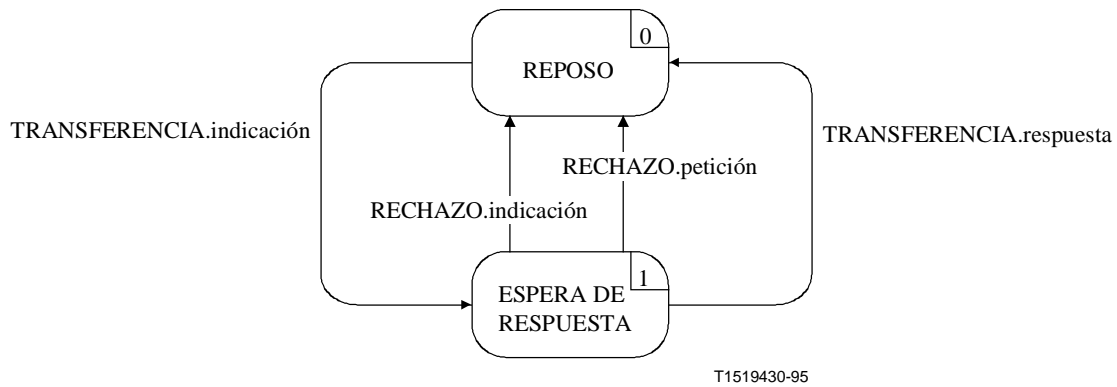 0
REPOSO
TRANSFERENCIA.indicación
TRANSFERENCIA.respuesta
RECHAZO.petición
RECHAZO.indicación
1
ESPERA DE
RESPUESTA
T1519430-95